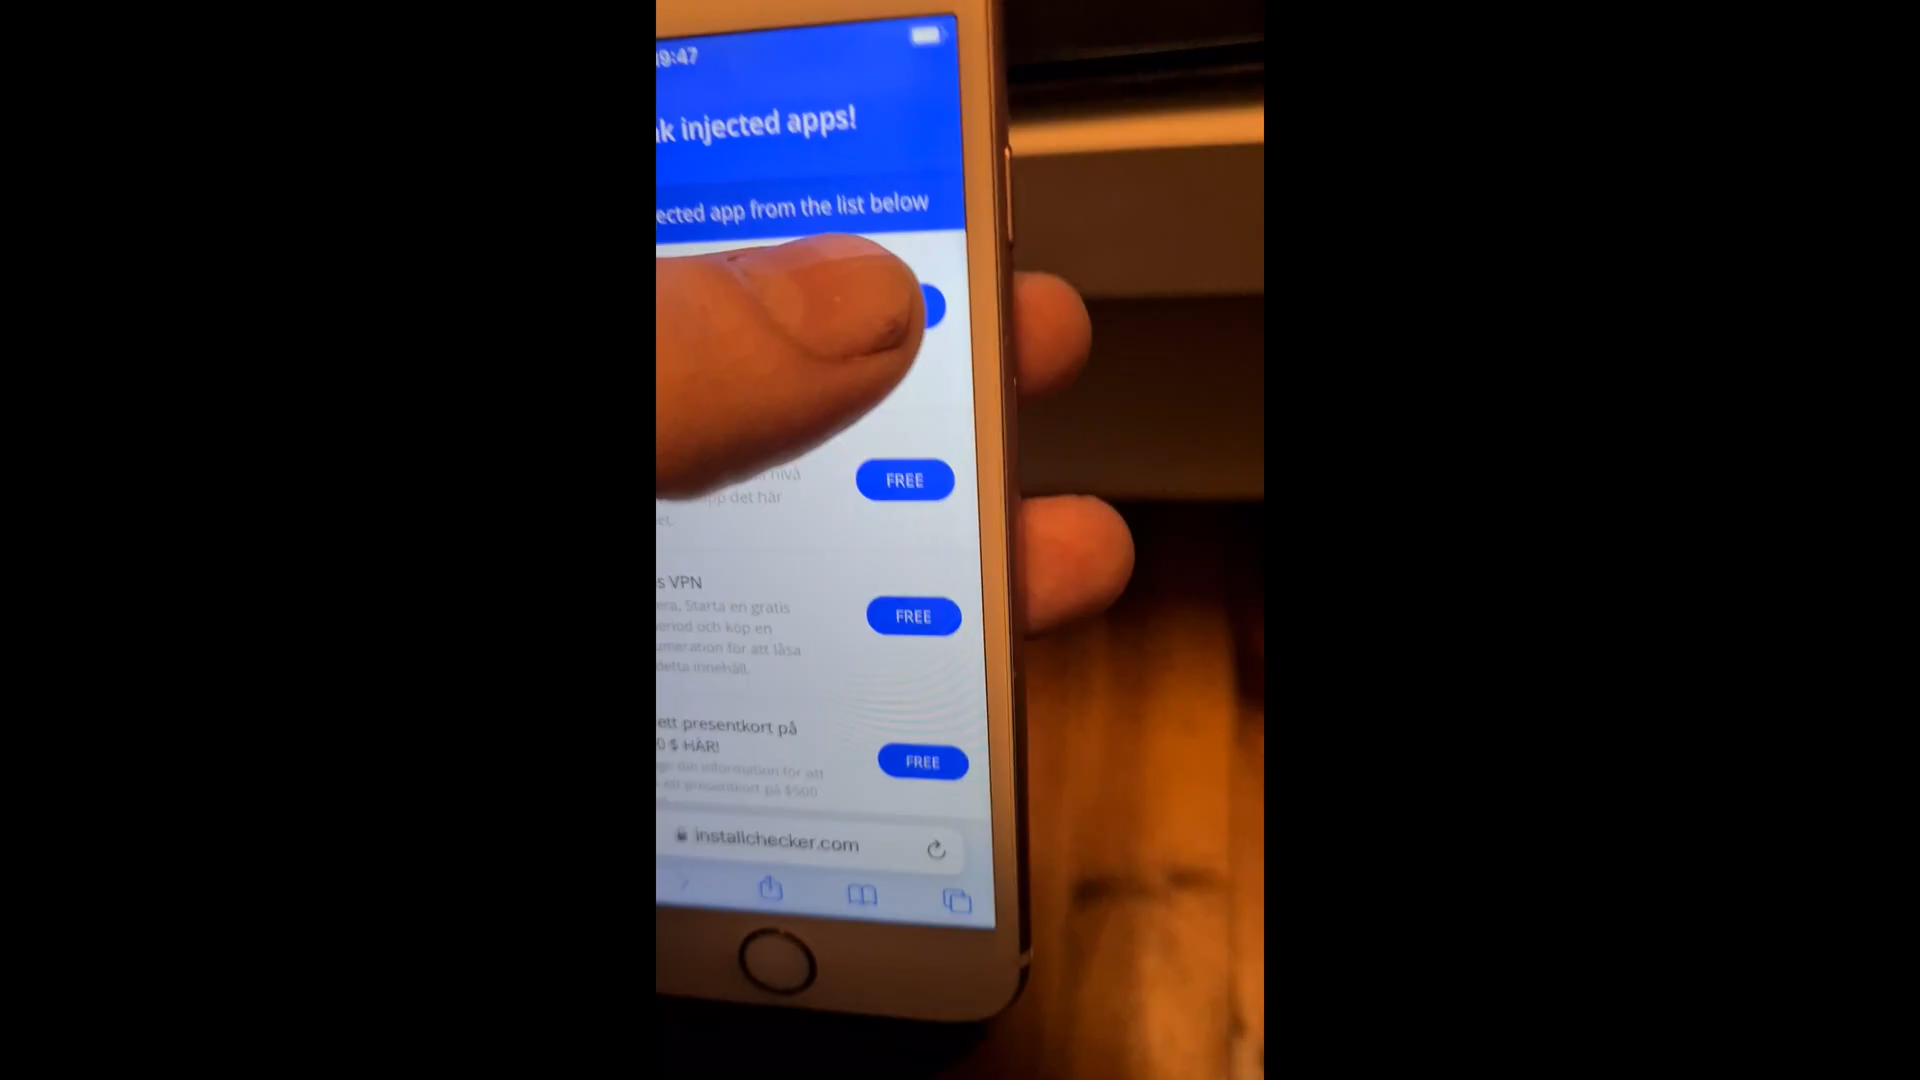 9:47
k injected apps!
ected app from the list below
nivå
pp det här
et.
FREE
s VPN
era, Starta en gratis
eriod och köp en
umeration för att låsa
detta innehåll.
FREE
ett presentkort på
0 $ HÄR!
ge din information för att
ett presentkort på $500
FREE
installchecker.com